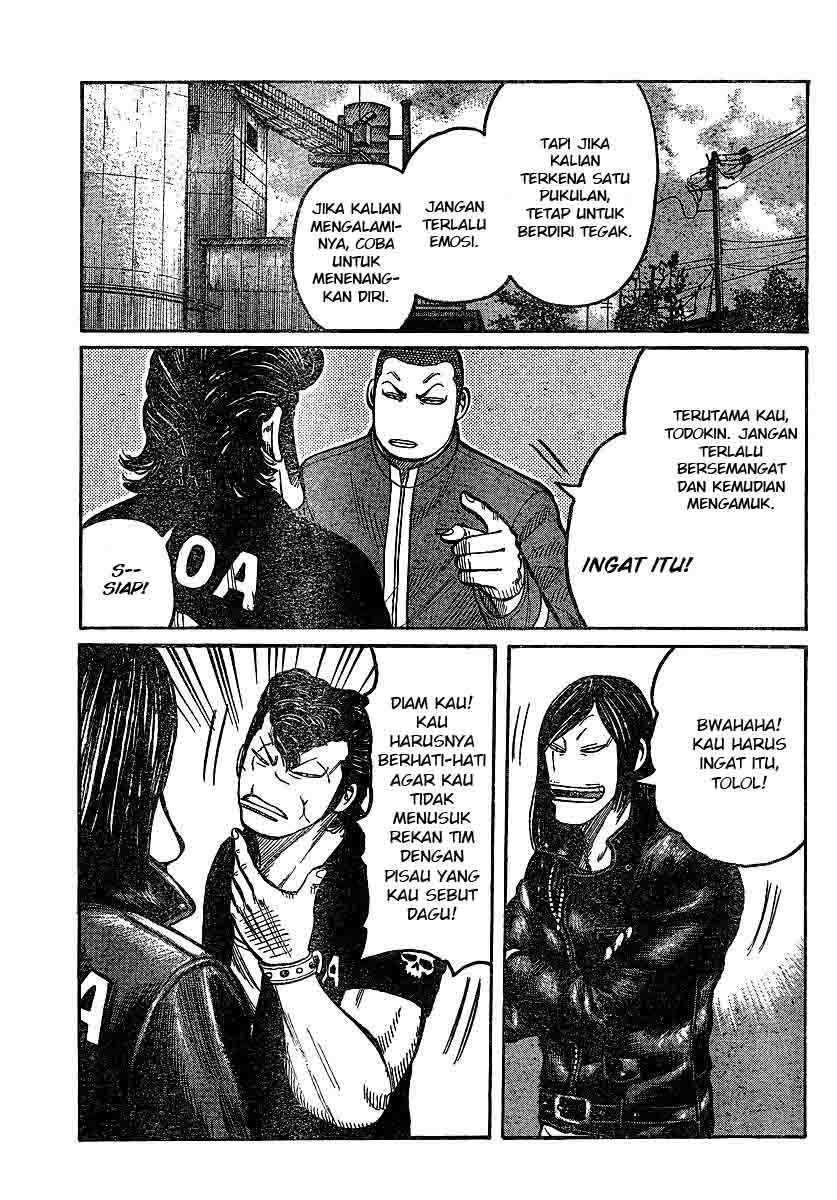 TAPI JIKA
KALIAN
TERKENA SATU
PUKULAN,
TETAP UNTUK
BERDIRI TEGAK.
JANGAN
TERLALU
EMOSI.
JIKA KALIAN
MENGALAMI-
NYA, COBA
UNTUK
MENENANG-
KAN DIRI.
TERUTAMA KAU,
TODOKIN. JANGAN
TERLALU
BERSEMANGAT
DAN KEMUDIAN
MENGAMUK.
INGAT ITU!
S--
SIAP!
OA
BWAHAHA!
KAU HARUS
INGAT ITU,
TOLOL!
DIAM KAU!
KAU
HARUSNYA
BERHATI-HATI
AGAR KAU
TIDAK
MENUSUK
REKAN TIM
DENGAN
PISAU YANG
KAU SEBUT
DAGU!
A
A